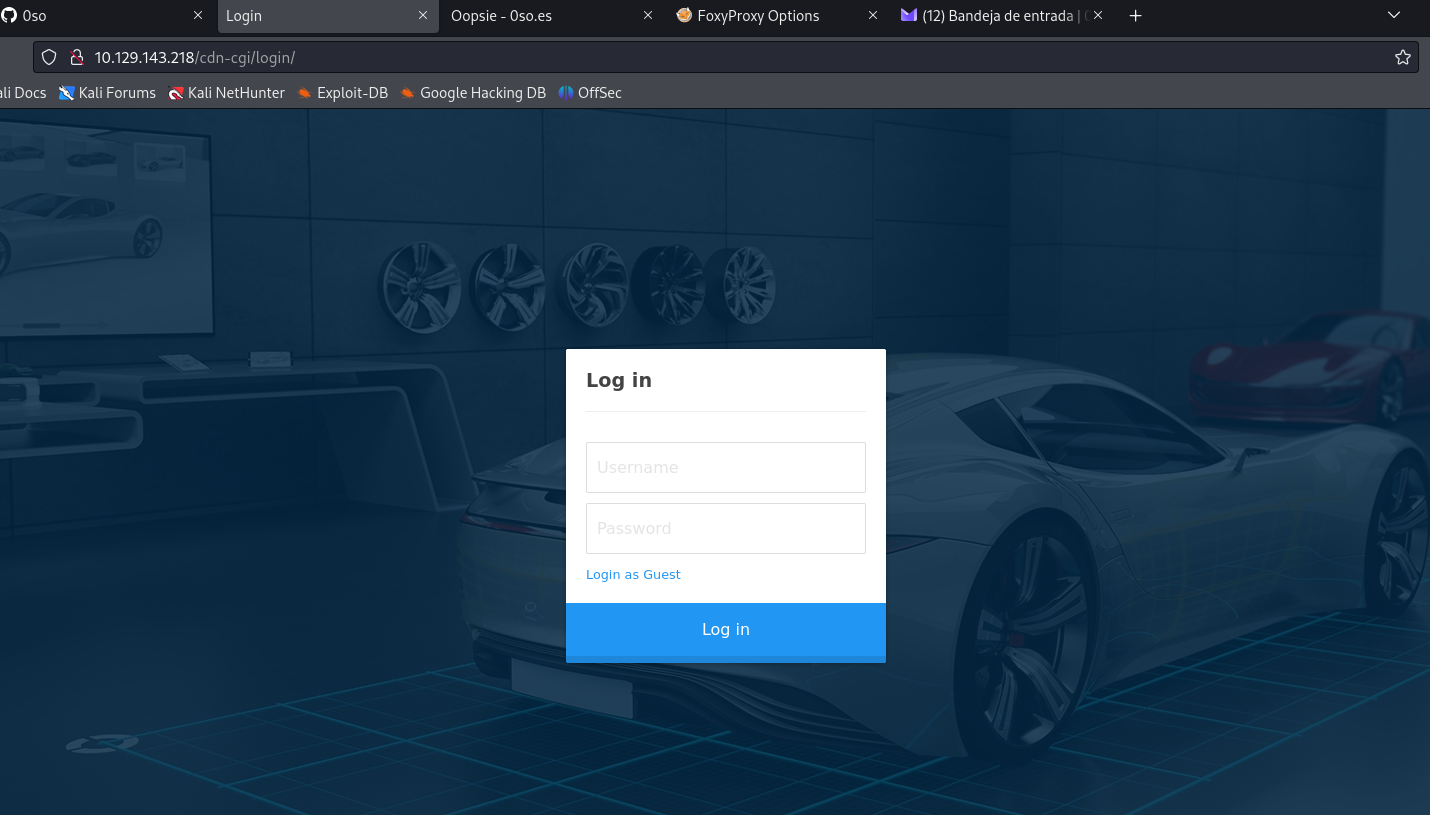 0so
Login
Oopsie - 0so.es
FoxyProxy Options
(12) Bandeja de entrada |
10.129.143.218/cdn-cgi/login/
ali Docs
Kali Forums
Kali NetHunter
Exploit-DB
Google Hacking DB
OffSec
Log in
Username
Password
Login as Guest
Log in